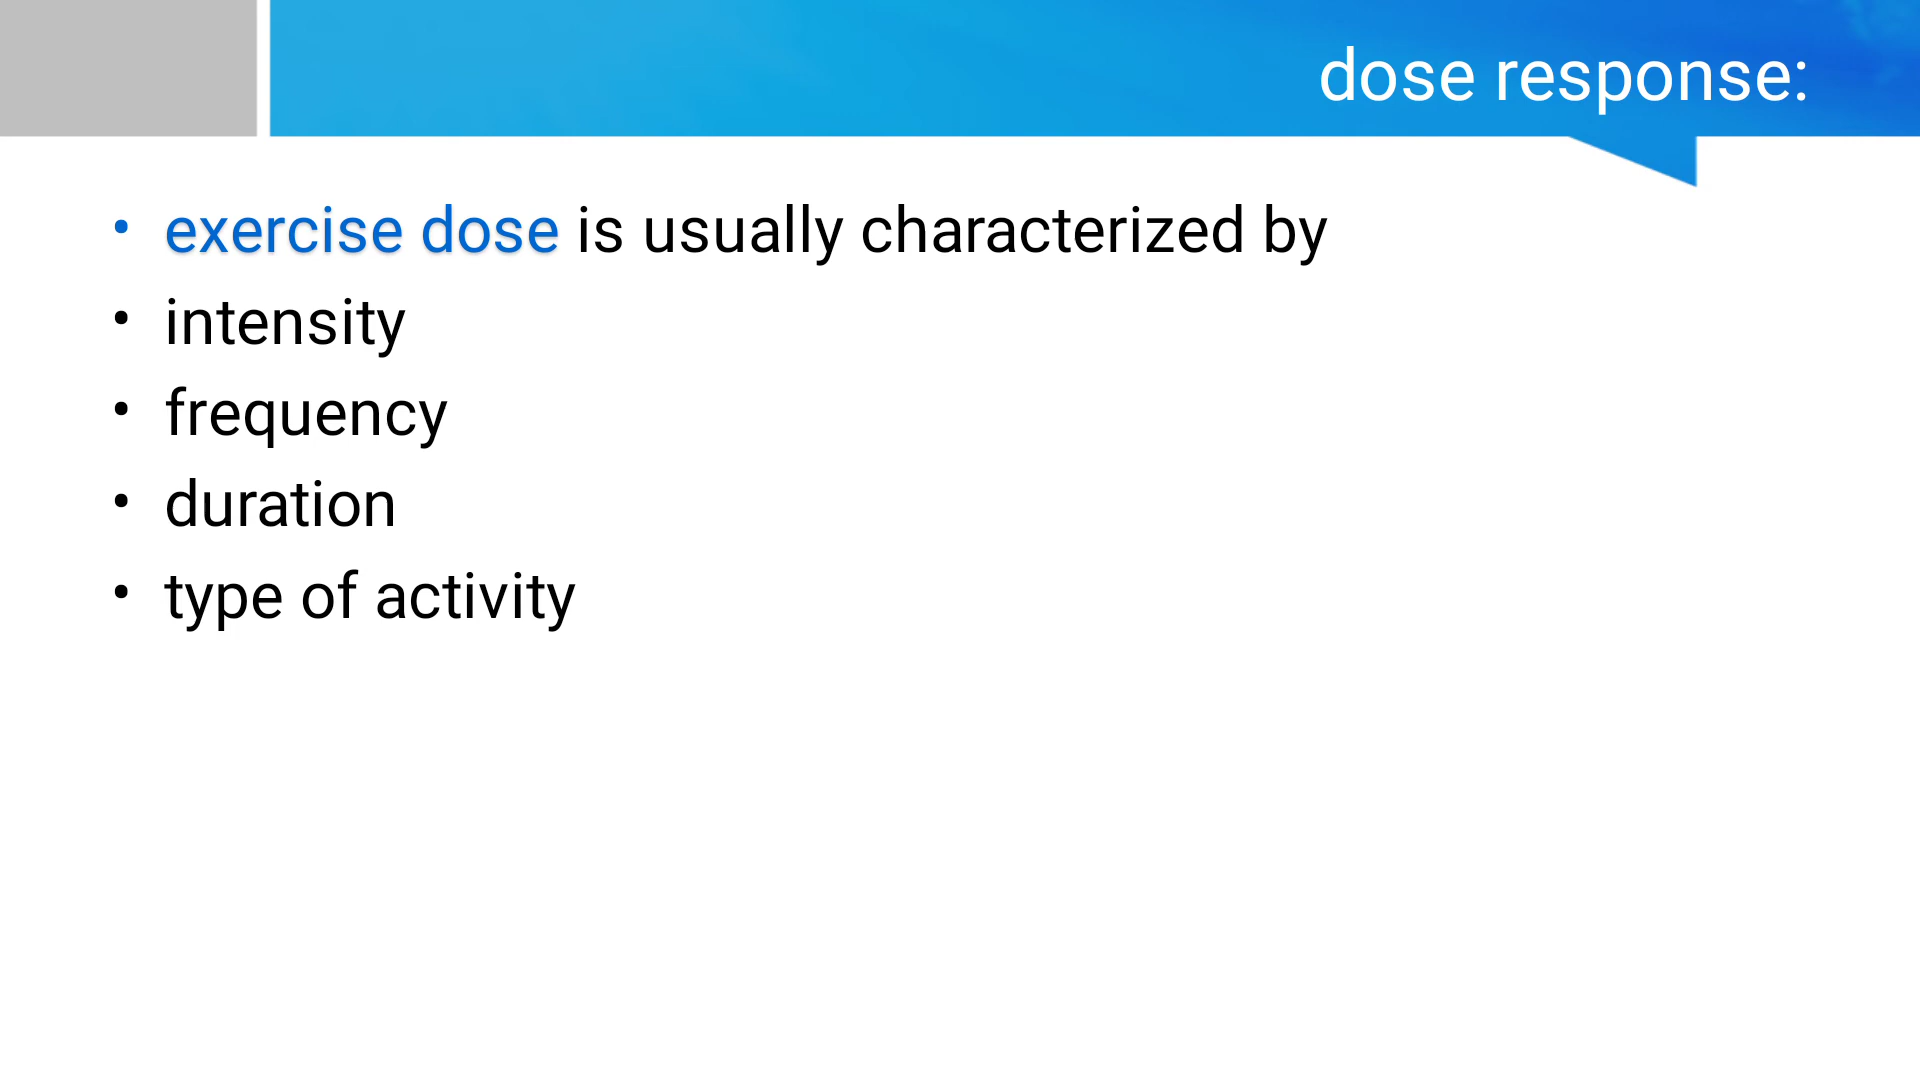 dose response:
• exercise dose is usually characterized by
• intensity
• frequency
• duration
• type of activity